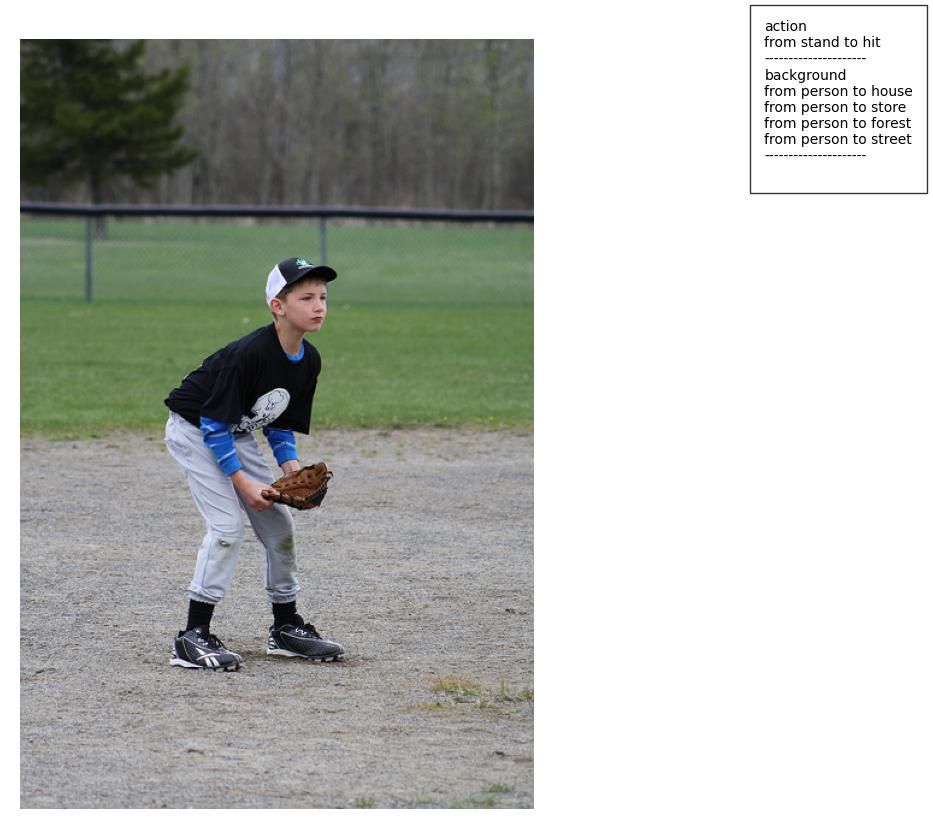 action
from stand to hit
---------------------
background
from person to house
from person to store
from person to forest
from person to street
---------------------